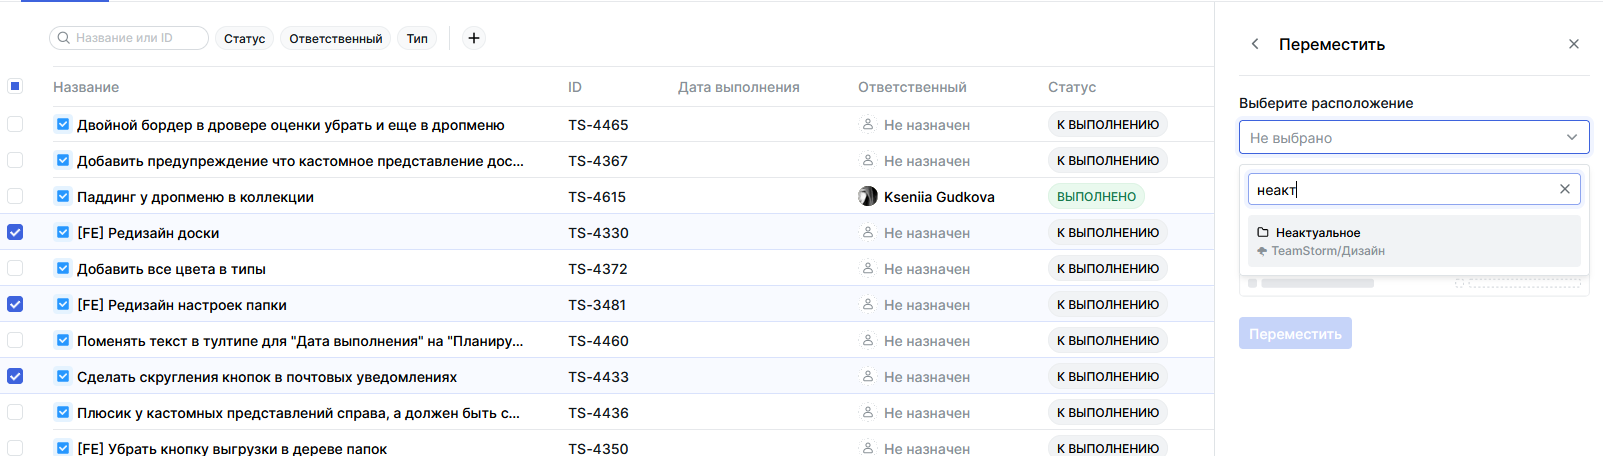 Название или ID
Статус
Ответственный
Тип
Название
ID
Дата выполнения
Ответственный
Статус
Двойной бордер в дровере оценки убрать и еще в дропменю TS-4465 Не назначен К ВЫПОЛНЕНИЮ
Добавить предупреждение что кастомное представление дос... TS-4367 Не назначен К ВЫПОЛНЕНИЮ
Паддинг у дропменю в коллекции TS-4615 Kseniia Gudkova ВЫПОЛНЕНО
[FE] Редизайн доски TS-4330 Не назначен К ВЫПОЛНЕНИЮ
Добавить все цвета в типы TS-4372 Не назначен К ВЫПОЛНЕНИЮ
[FE] Редизайн настроек папки TS-3481 Не назначен К ВЫПОЛНЕНИЮ
Поменять текст в тултипе для "Дата выполнения" на "Планиру... TS-4460 Не назначен К ВЫПОЛНЕНИЮ
Сделать скругления кнопок в почтовых уведомлениях TS-4433 Не назначен К ВЫПОЛНЕНИЮ
Плюсик у кастомных представлений справа, а должен быть с... TS-4436 Не назначен К ВЫПОЛНЕНИЮ
[FE] Убрать кнопку выгрузки в дереве папок TS-4350 Не назначен К ВЫПОЛНЕНИЮ
Переместить
Выберите расположение
Не выбрано
неакт
Неактуальное
TeamStorm/Дизайн
Переместить